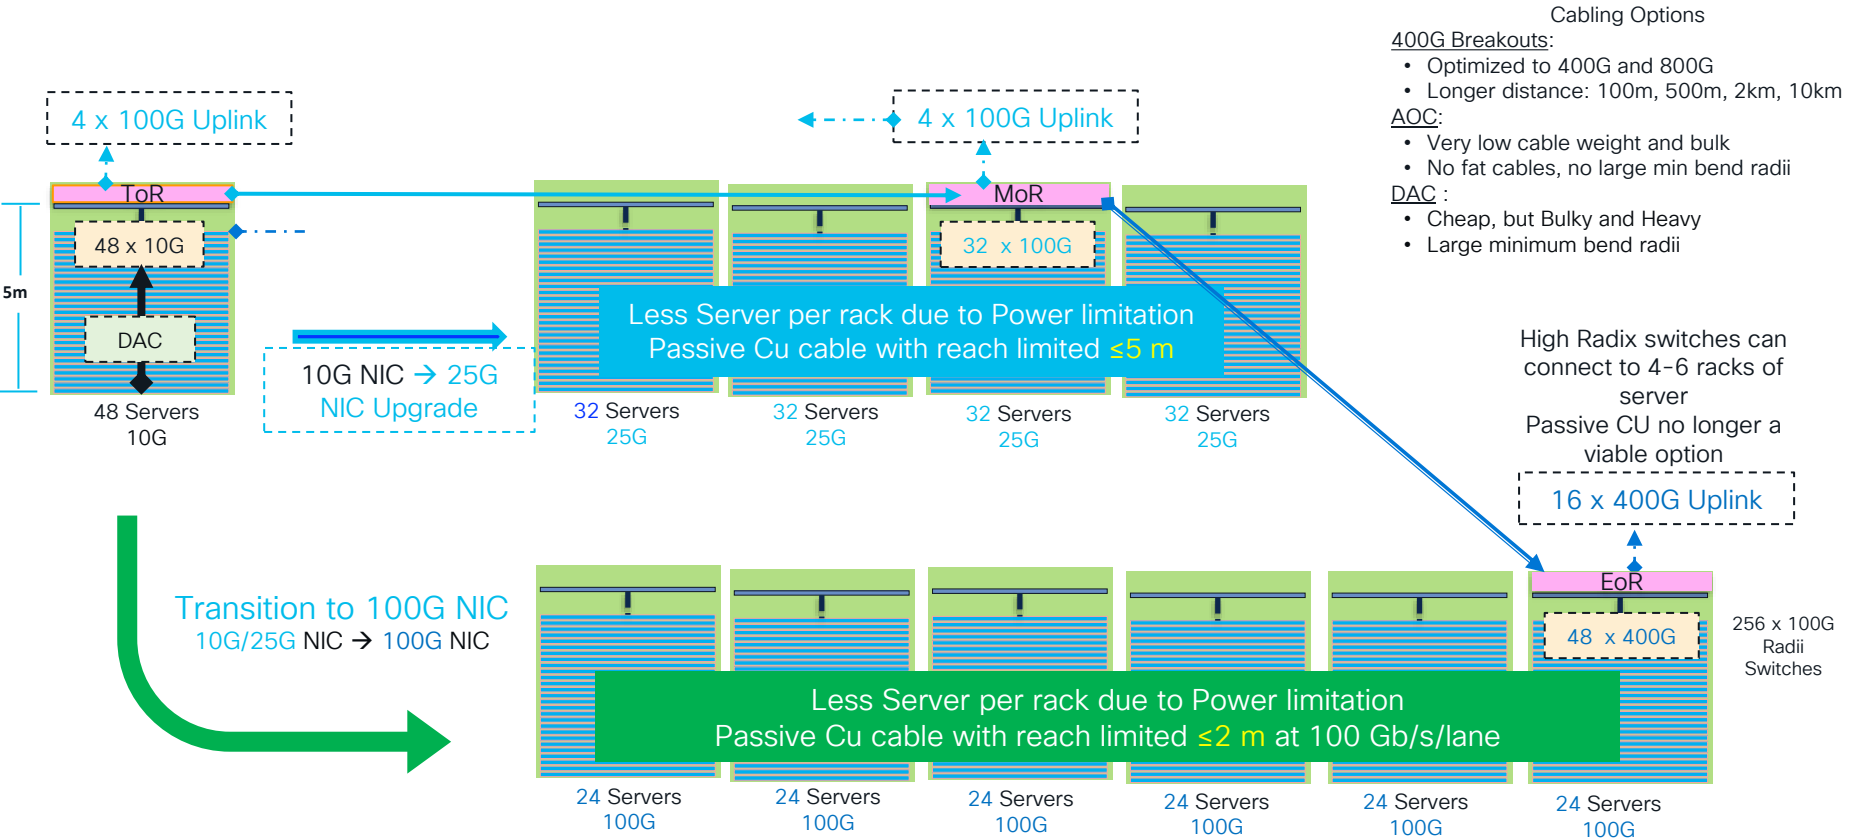 Cabling Options
400G Breakouts:
• Optimized to 400G and 800G
• Longer distance: 100m, 500m, 2km, 10km
AOC:
• Very low cable weight and bulk
• No fat cables, no large min bend radii
DAC :
• Cheap, but Bulky and Heavy
• Large minimum bend radii
4 x 100G Uplink
ToR
48 x 10G
DAC
5m
48 Servers
10G
10G NIC → 25G
NIC Upgrade
4 x 100G Uplink
MoR
32 x 100G
Less Server per rack due to Power limitation
Passive Cu cable with reach limited ≤5 m
32 Servers
25G
32 Servers
25G
32 Servers
25G
32 Servers
25G
High Radix switches can
connect to 4-6 racks of
server
Passive CU no longer a
viable option
16 x 400G Uplink
EoR
48 x 400G
256 x 100G
Radii
Switches
Transition to 100G NIC
10G/25G NIC → 100G NIC
Less Server per rack due to Power limitation
Passive Cu cable with reach limited ≤2 m at 100 Gb/s/lane
24 Servers
100G
24 Servers
100G
24 Servers
100G
24 Servers
100G
24 Servers
100G
24 Servers
100G